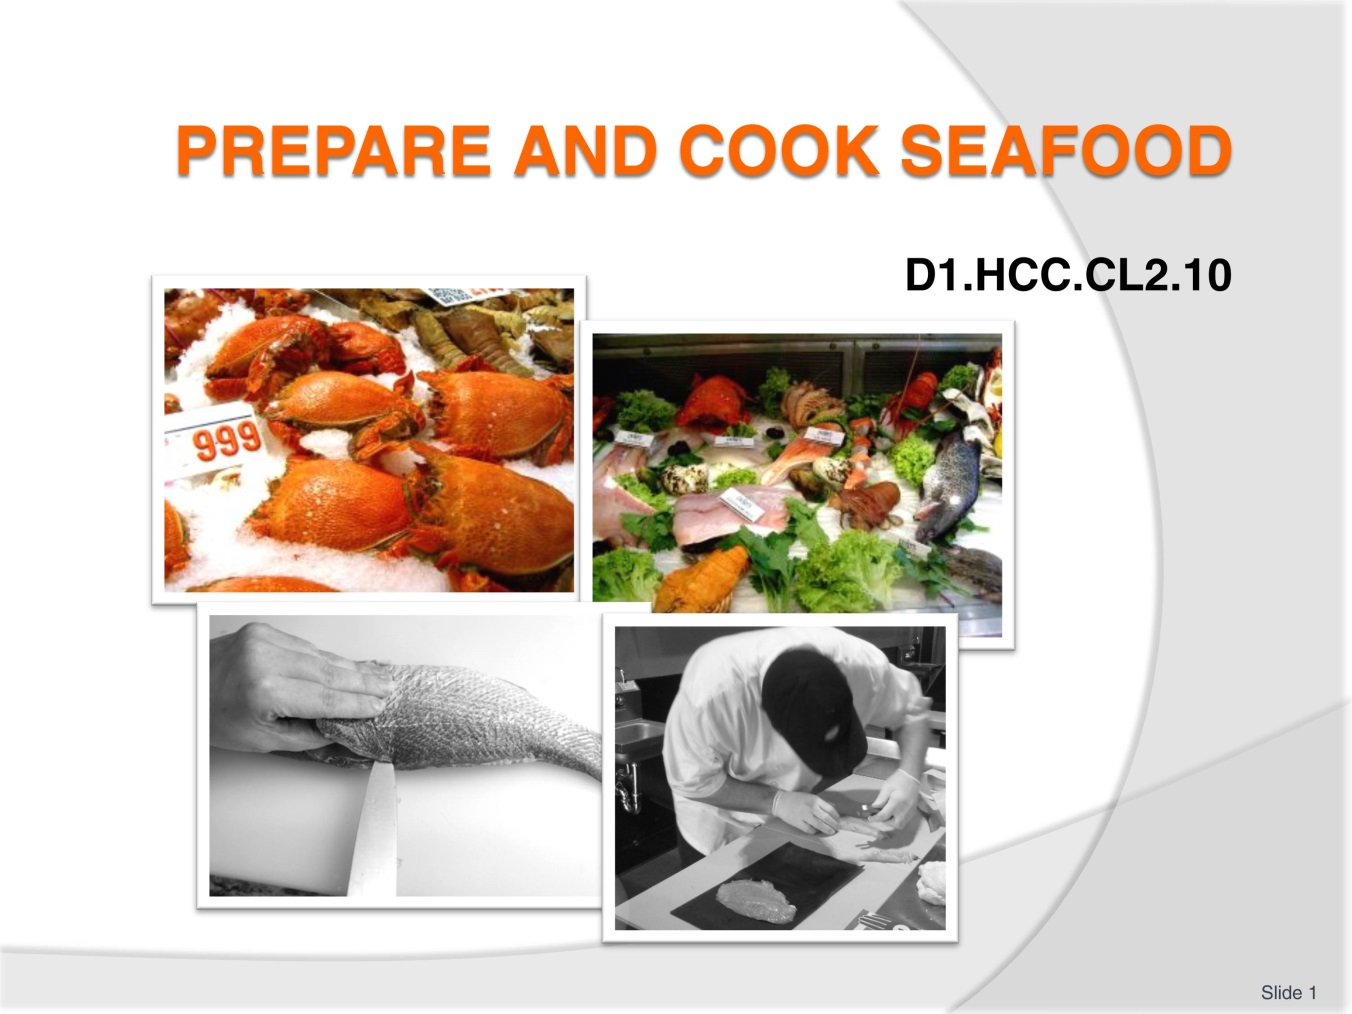 PREPARE AND COOK SEAFOOD
D1.HCC.CL2.10
999
Slide 1